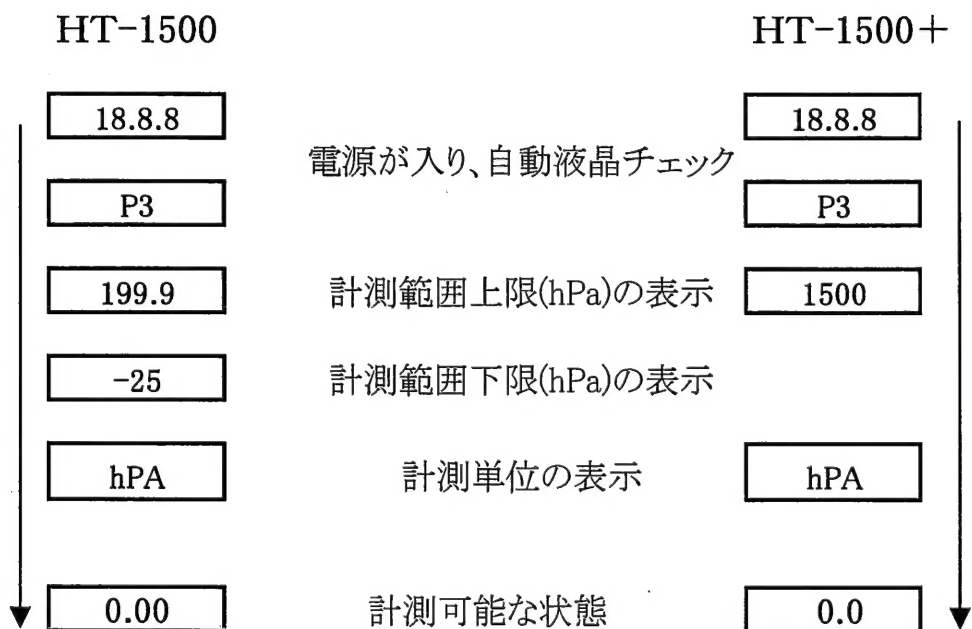 HT-1500 HT-1500+
18.8.8 18.8.8
電源が入り、自動液晶チェック
P3 P3
199.9 計測範囲上限(hPa)の表示 1500
-25 計測範囲下限(hPa)の表示
hPA 計測単位の表示 hPA
0.00 計測可能な状態 0.0